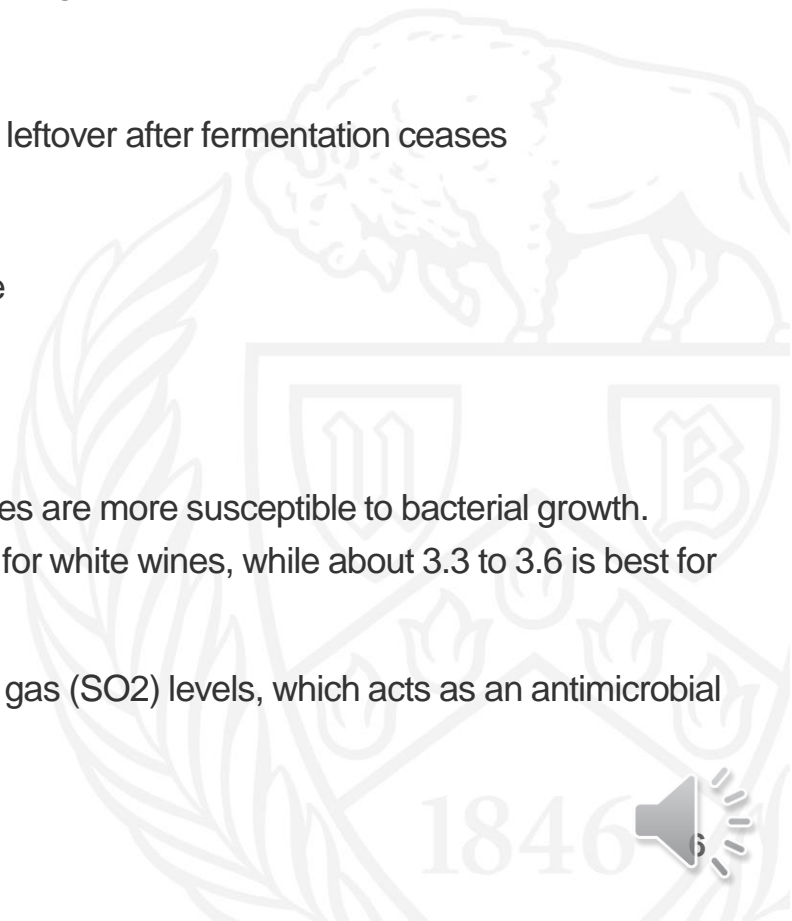 leftover after fermentation ceases
e
es are more susceptible to bacterial growth.
for white wines, while about 3.3 to 3.6 is best for
gas (SO2) levels, which acts as an antimicrobial
U B
1846
6